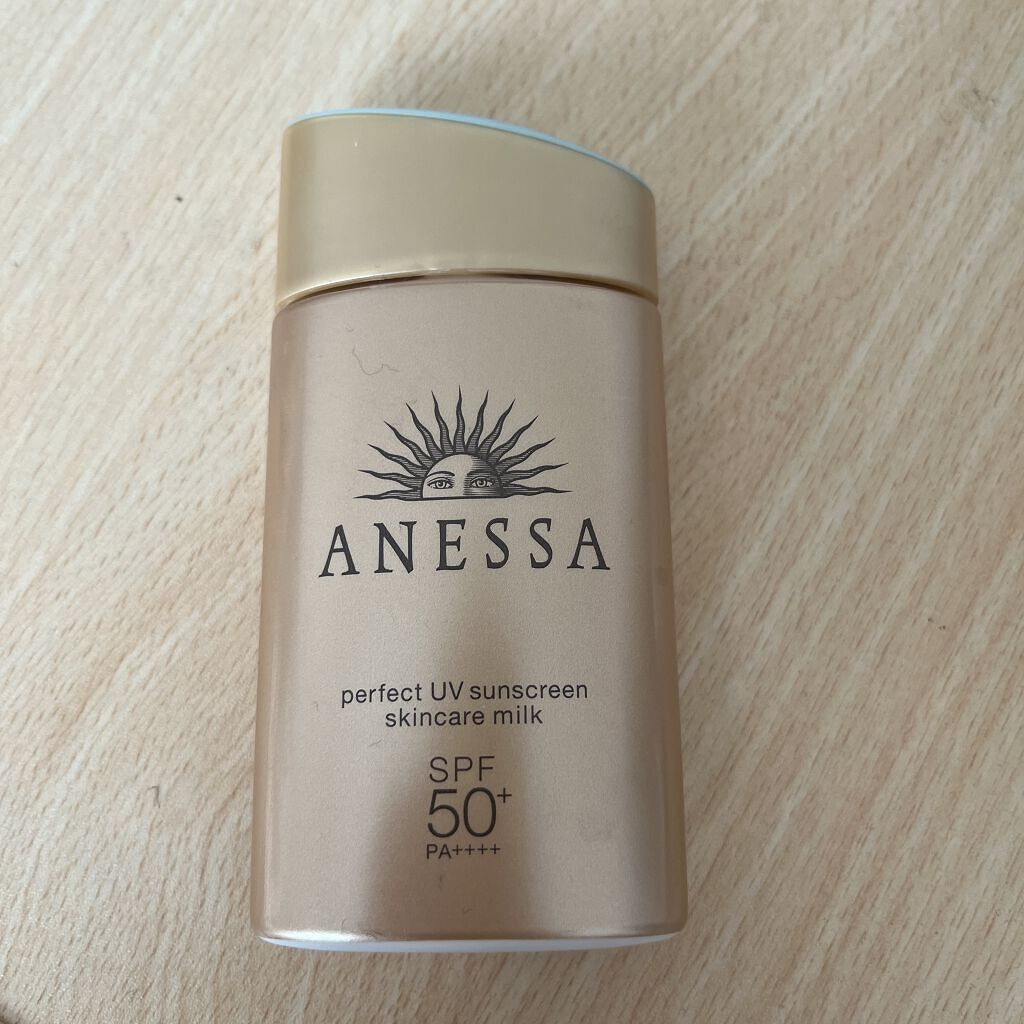 ANESSA
perfect UV sunscreen
skincare milk
SPF
50+
PA++++